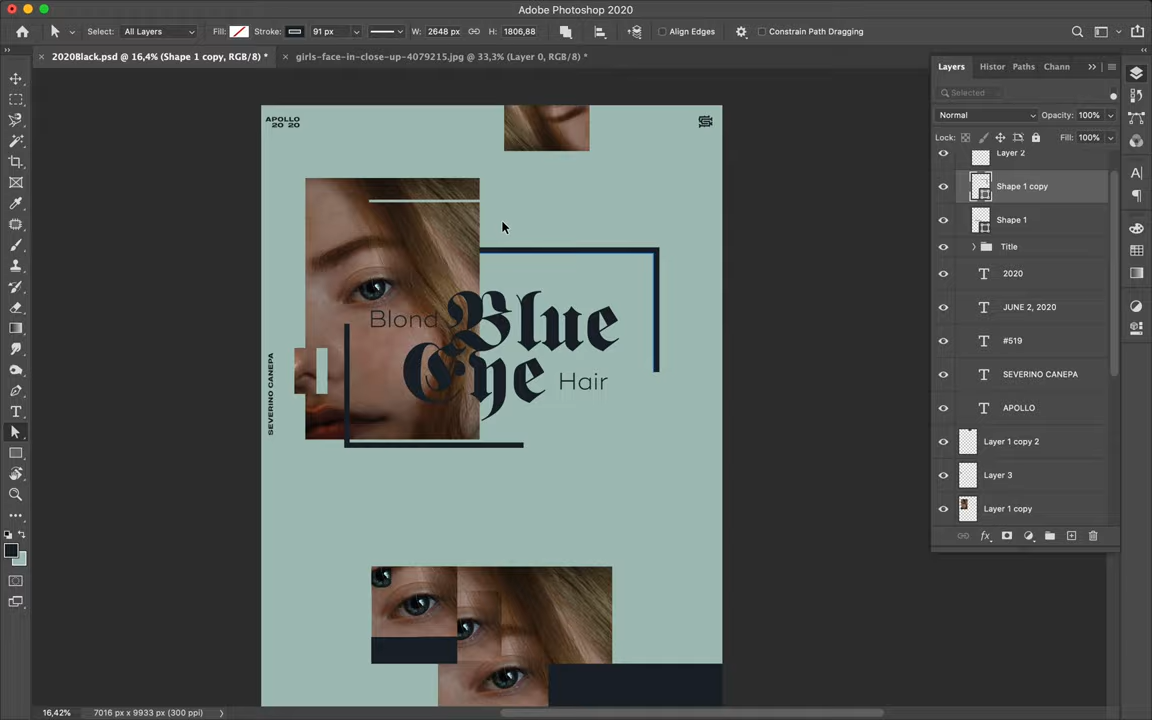 Adobe Photoshop 2020
Select: All Layers Fill: Stroke: 91 px W: 2648 px H: 1806,88 Align Edges Constrain Path Dragging
2020Black.psd @ 16,4% (Shape 1 copy, RGB/8) *
girls-face-in-close-up-4079215.jpg @ 33,3% (Layer 0, RGB/8) *
Layers Histor Paths Chann
Selected
Normal Opacity: 100%
Lock: Fill: 100%
Layer 2
Shape 1 copy
Shape 1
Title
T 2020
T JUNE 2, 2020
T #519
T SEVERINO CANEPA
T APOLLO
Layer 1 copy 2
Layer 3
Layer 1 copy
fx
APOLLO
20 20
Blond Blue
Eye Hair
SEVERINO CANEPA
16,42% 7016 px x 9933 px (300 ppi)